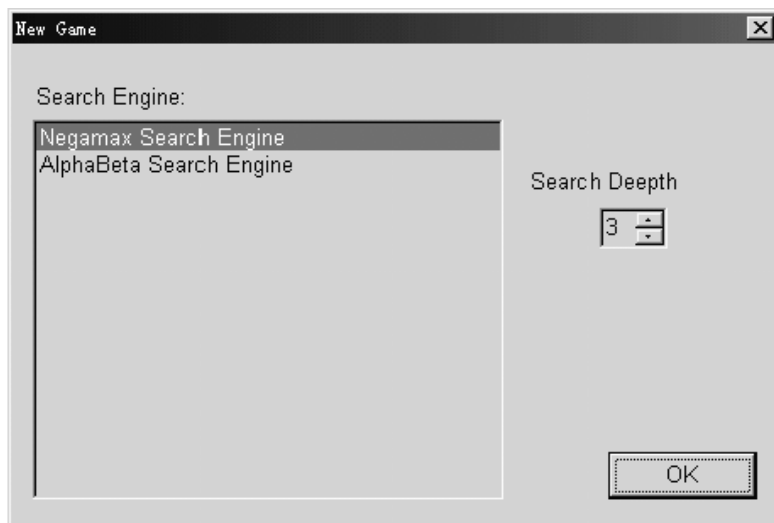 New Game
Search Engine:
Negamax Search Engine
AlphaBeta Search Engine
Search Deepth
3
OK